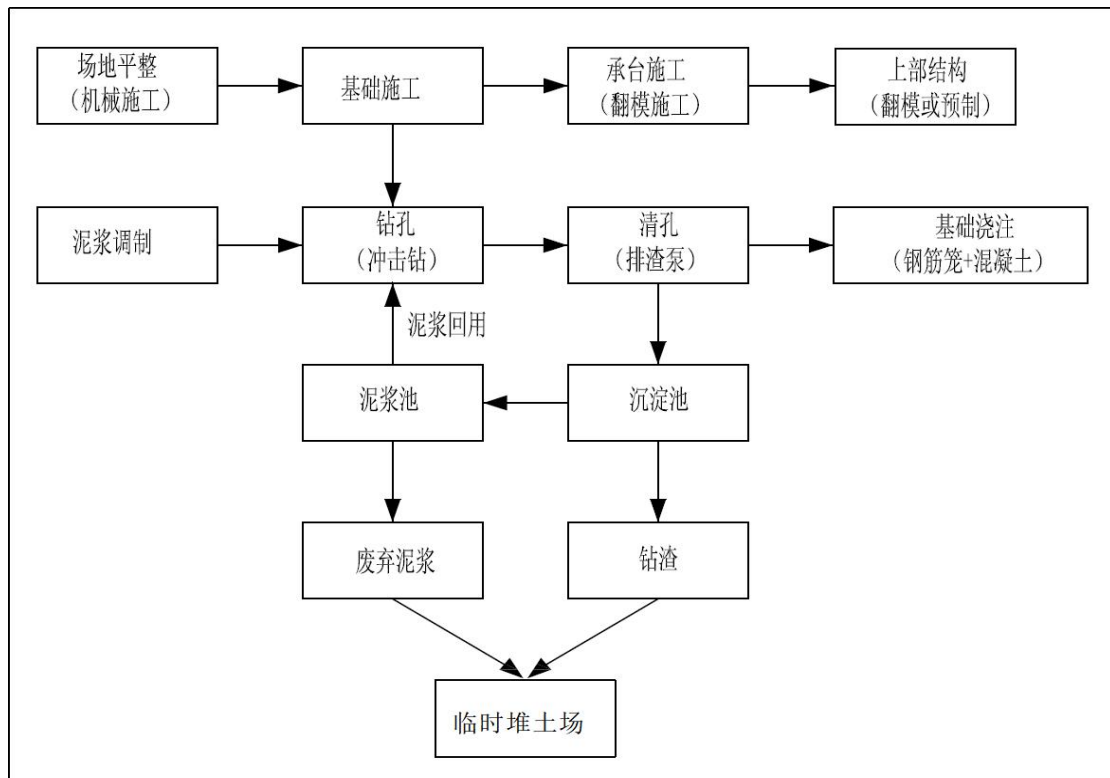 场地平整
（机械施工）
基础施工
承台施工
（翻模施工）
上部结构
（翻模或预制）
泥浆调制
钻孔
（冲击钻）
清孔
（排渣泵）
基础浇注
（钢筋笼+混凝土）
泥浆回用
泥浆池
沉淀池
废弃泥浆
钻渣
临时堆土场